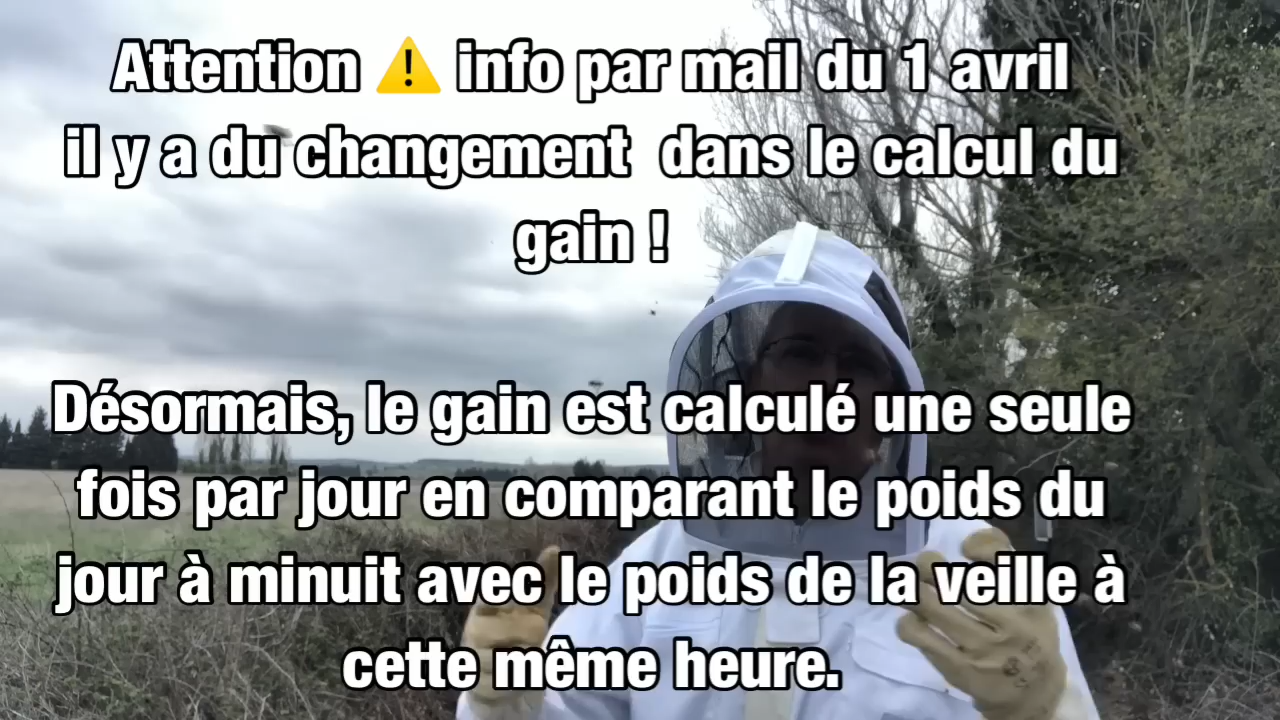 Attention ⚠️ info par mail du 1 avril
il y a du changement dans le calcul du
gain !
Désormais, le gain est calculé une seule
fois par jour en comparant le poids du
jour à minuit avec le poids de la veille à
cette même heure.